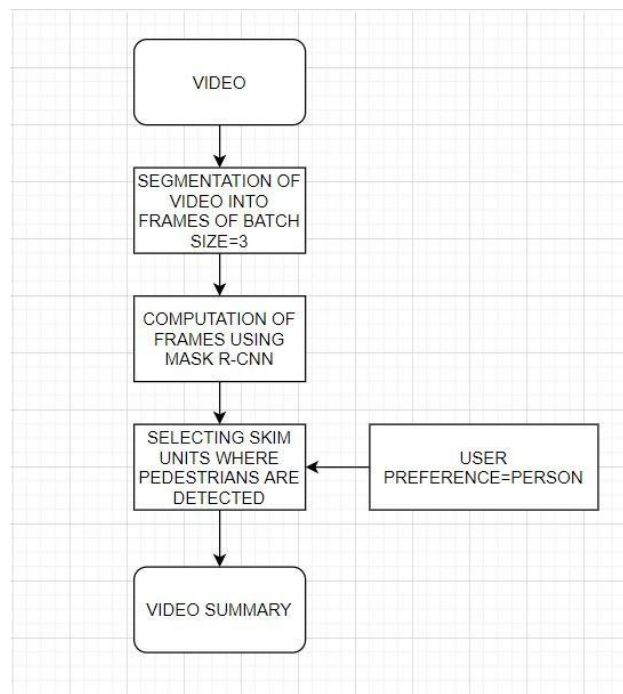 VIDEO
SEGMENTATION OF
VIDEO INTO
FRAMES OF BATCH
SIZE=3
COMPUTATION OF
FRAMES USING
MASK R-CNN
SELECTING SKIM
UNITS WHERE
PEDESTRIANS ARE
DETECTED
USER
PREFERENCE=PERSON
VIDEO SUMMARY